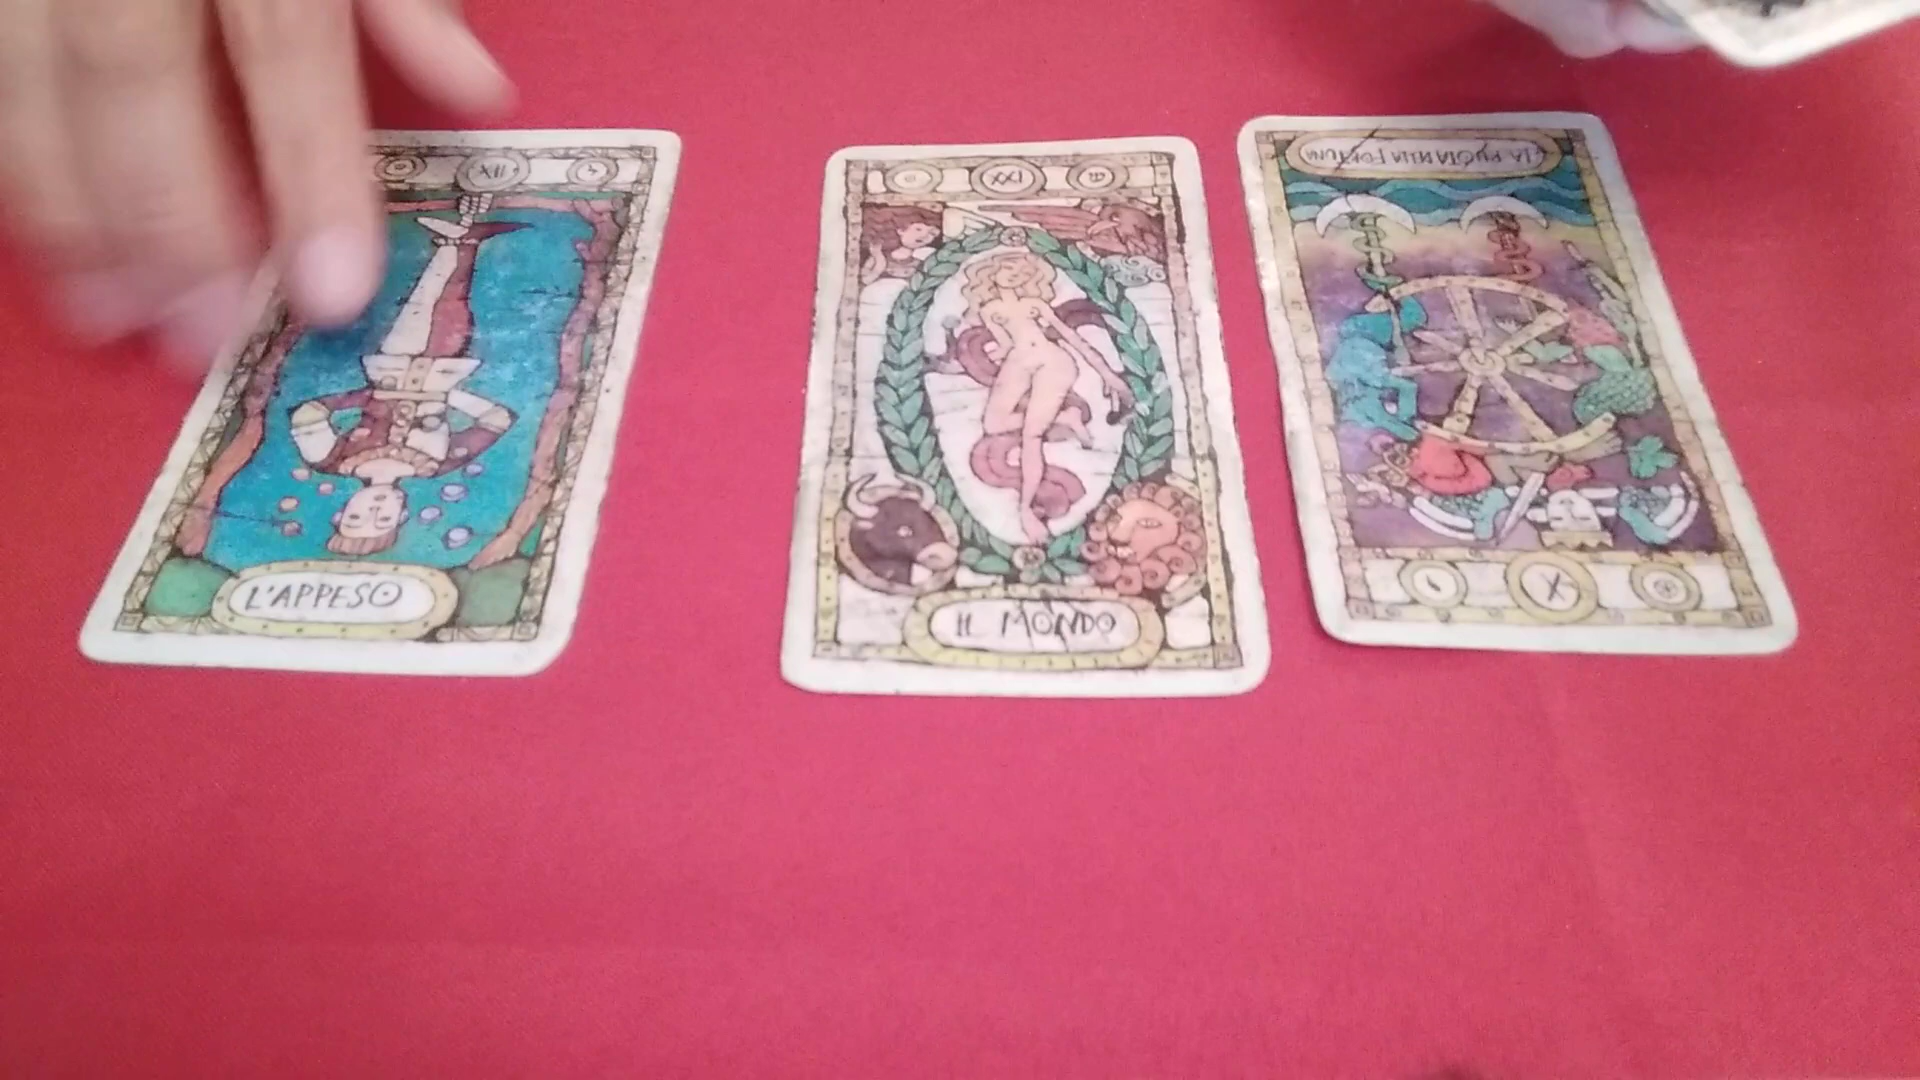 XII
L'APPESO
XXI
IL MONDO
LA RUOTA DELLA FORTUNA
X